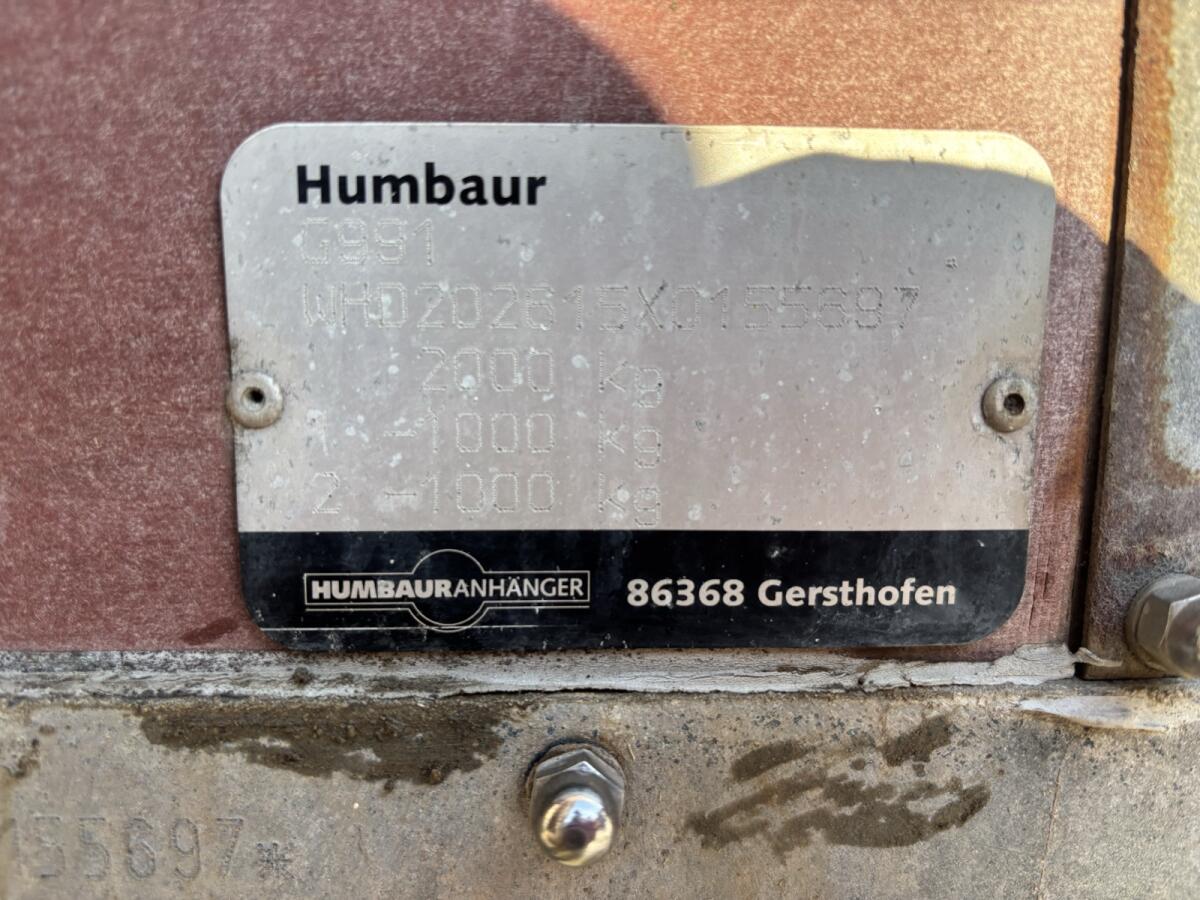 Humbaur
G991
WHD202615X0155697
2000 Kg
1 -1000 Kg
2 -1000 Kg
HUMBAURANHÄNGER 86368 Gersthofen
155697*